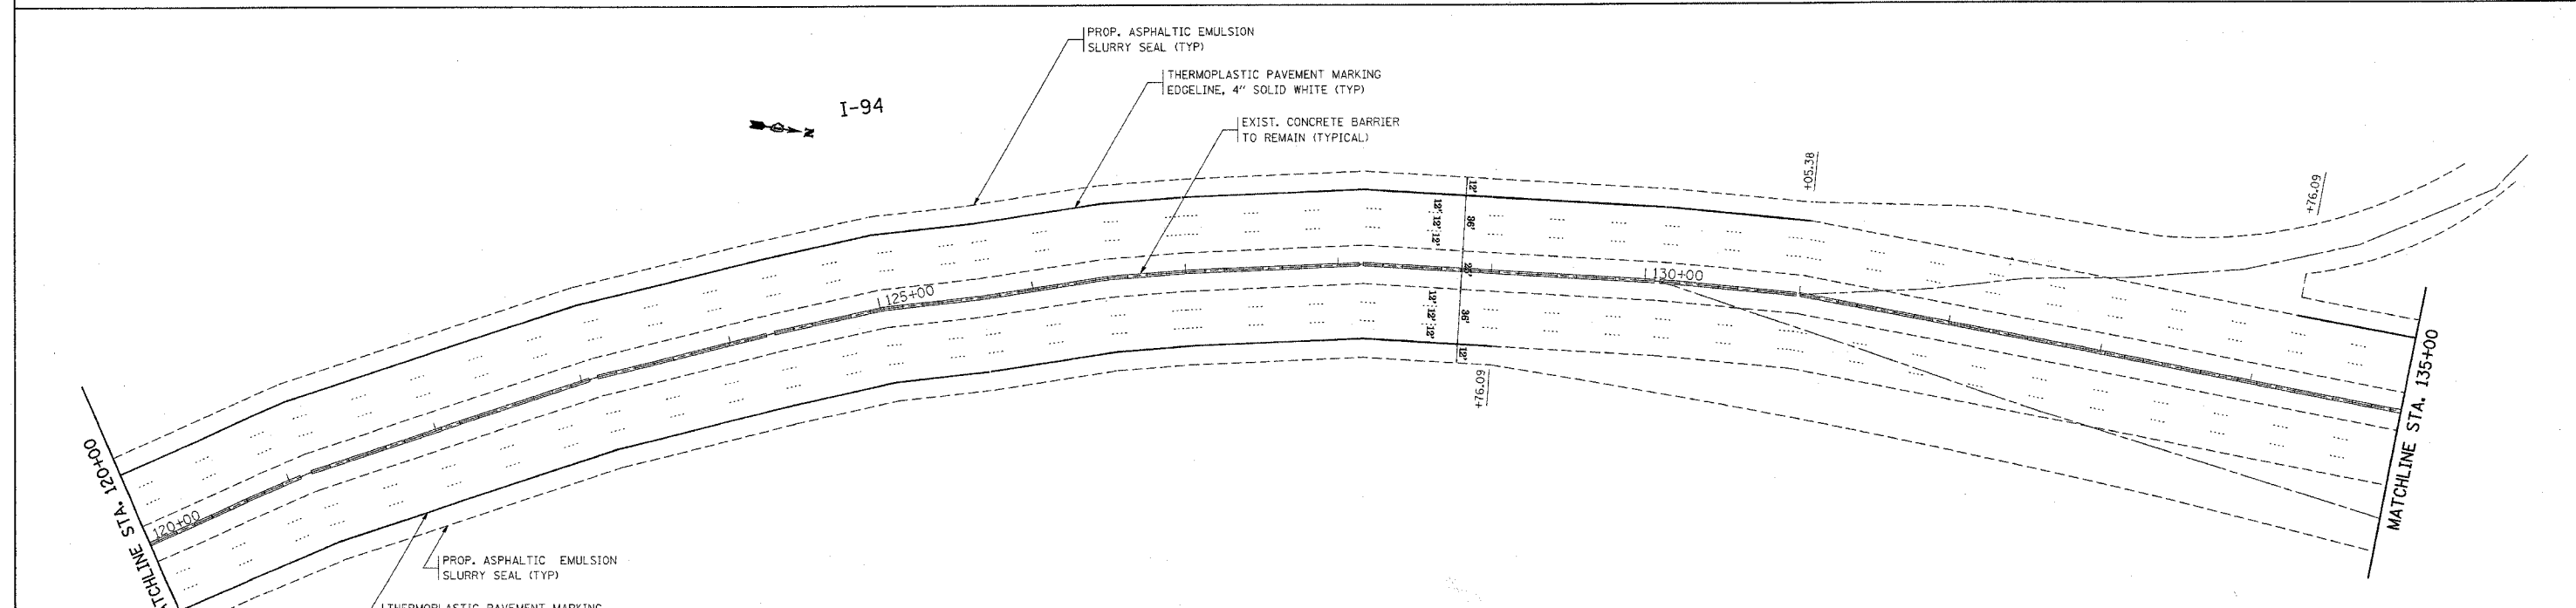 PROP. ASPHALTIC EMULSION
SLURRY SEAL (TYP)
THERMOPLASTIC PAVEMENT MARKING
EDGELINE, 4" SOLID WHITE (TYP)
I-94
N
EXIST. CONCRETE BARRIER
TO REMAIN (TYPICAL)
+05.38
+76.09
12'
12' 12' 12'
36'
130+00
125+00
12' 12' 12'
36'
12'
+76.09
MATCHLINE STA. 135+00
MATCHLINE STA. 120+00
120+00
PROP. ASPHALTIC EMULSION
SLURRY SEAL (TYP)
THERMOPLASTIC PAVEMENT MARKING